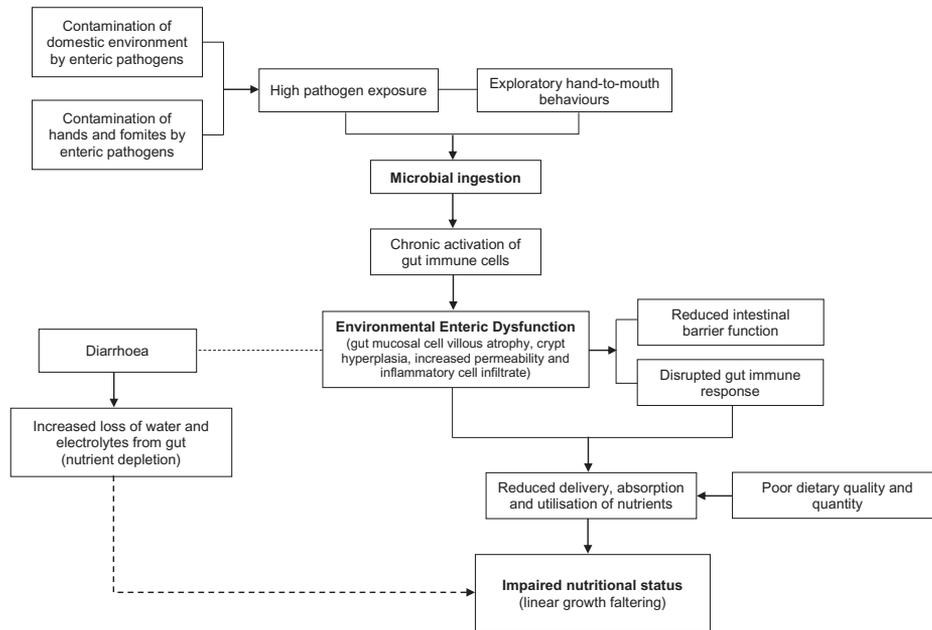 Contamination of
domestic environment
by enteric pathogens
Contamination of
hands and fomites by
enteric pathogens
High pathogen exposure
Exploratory hand-to-mouth
behaviours
Microbial ingestion
Chronic activation of
gut immune cells
Environmental Enteric Dysfunction
(gut mucosal cell villous atrophy, crypt
hyperplasia, increased permeability and
inflammatory cell infiltrate)
Reduced intestinal
barrier function
Disrupted gut immune
response
Diarrhoea
Increased loss of water and
electrolytes from gut
(nutrient depletion)
Reduced delivery, absorption
and utilisation of nutrients
Poor dietary quality and
quantity
Impaired nutritional status
(linear growth faltering)